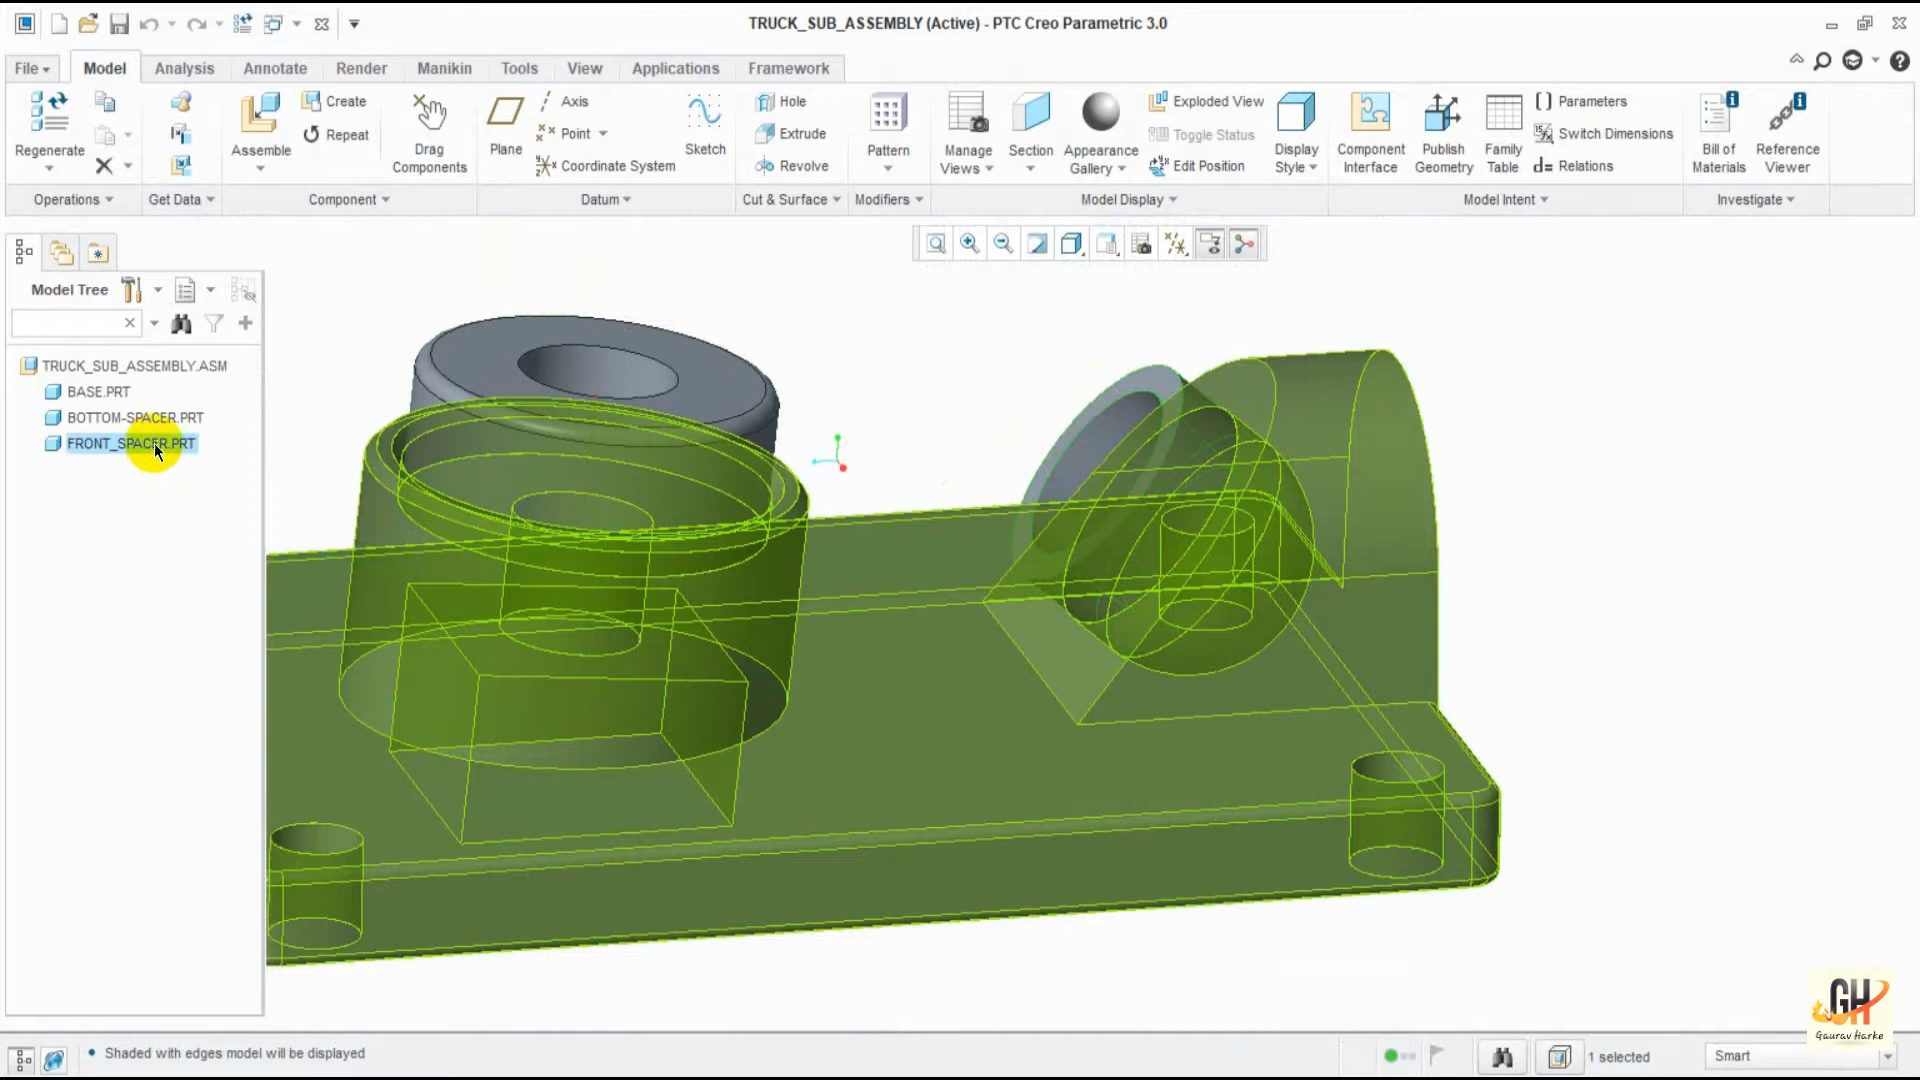 TRUCK_SUB_ASSEMBLY (Active) - PTC Creo Parametric 3.0
File Model Analysis Annotate Render Manikin Tools View Applications Framework
Regenerate
Assemble
Create
Repeat
Drag
Components
Plane
Axis
Point
Coordinate System
Sketch
Hole
Extrude
Revolve
Pattern
Manage
Views
Section
Appearance
Gallery
Exploded View
Toggle Status
Edit Position
Display
Style
Component
Interface
Publish
Geometry
Family
Table
Parameters
Switch Dimensions
d= Relations
Bill of
Materials
Reference
Viewer
Operations Get Data Component Datum Cut & Surface Modifiers Model Display Model Intent Investigate
Model Tree
TRUCK_SUB_ASSEMBLY.ASM
BASE.PRT
BOTTOM-SPACER.PRT
FRONT_SPACER.PRT
GH
Gaurav Harke
• Shaded with edges model will be displayed
1 selected
Smart